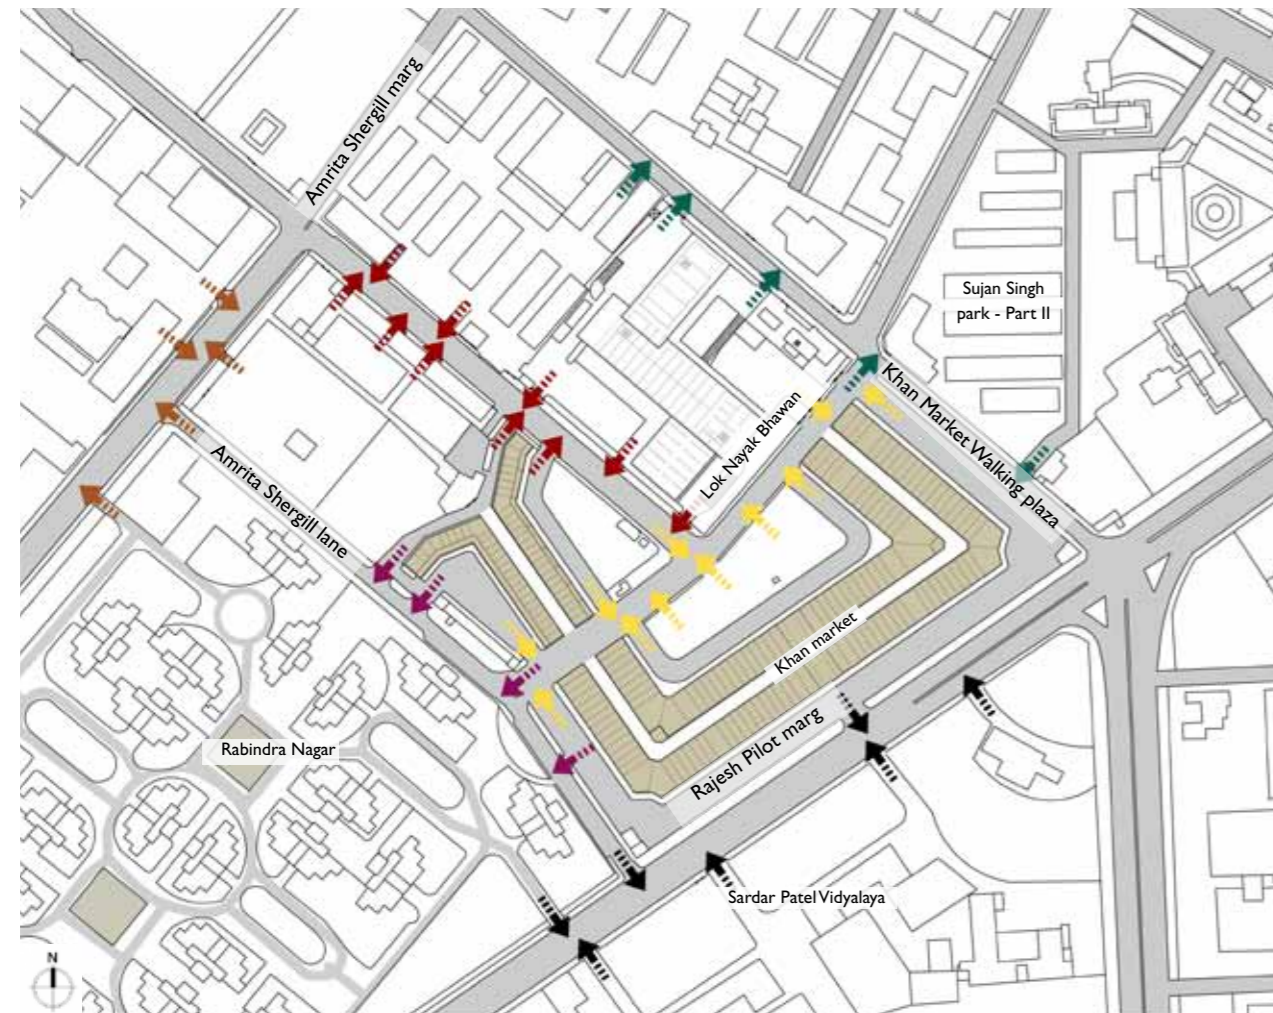 Amrita Shergill marg
Sujan Singh
park - Part II
Khan Market Walking plaza
Lok Nayak Bhawan
Amrita Shergill lane
Khan market
Rajesh Pilot marg
Rabindra Nagar
Sardar Patel Vidyalaya
N